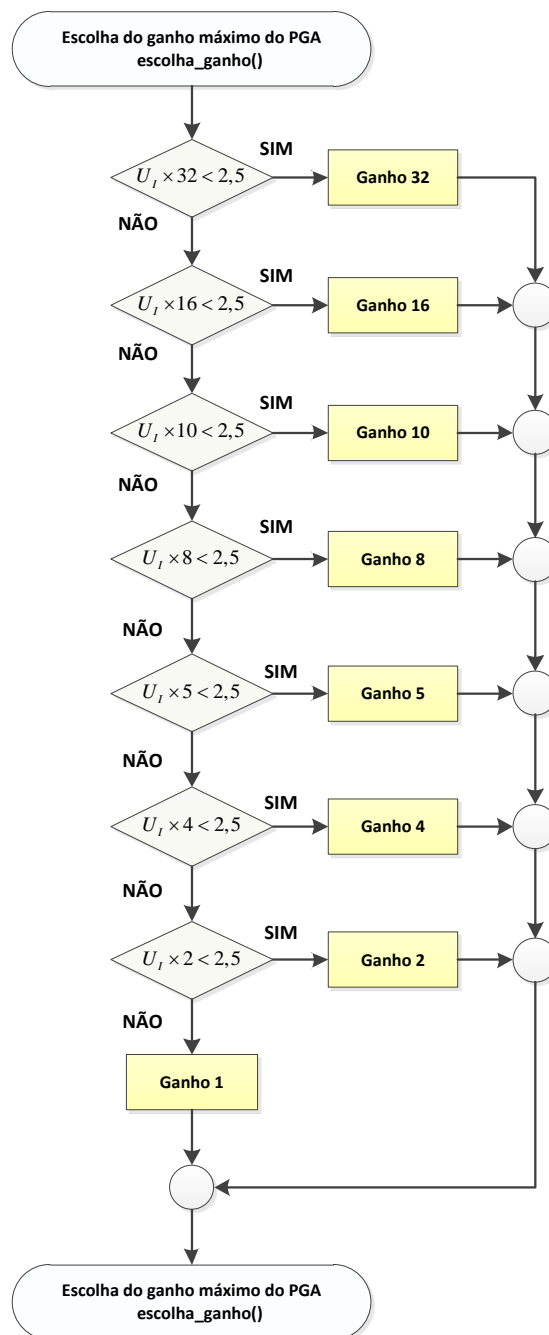 Escolha do ganho máximo do PGA
escolha_ganho()
SIM
U_I × 32 < 2,5
Ganho 32
NÃO
SIM
U_I × 16 < 2,5
Ganho 16
NÃO
SIM
U_I × 10 < 2,5
Ganho 10
NÃO
SIM
U_I × 8 < 2,5
Ganho 8
NÃO
SIM
U_I × 5 < 2,5
Ganho 5
NÃO
SIM
U_I × 4 < 2,5
Ganho 4
NÃO
SIM
U_I × 2 < 2,5
Ganho 2
NÃO
Ganho 1
Escolha do ganho máximo do PGA
escolha_ganho()